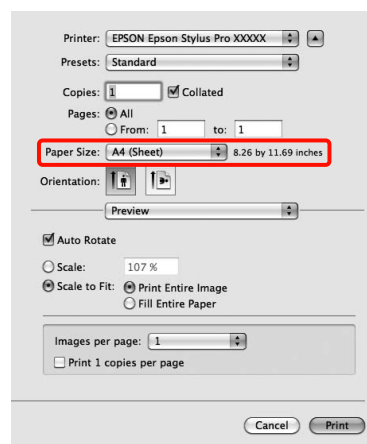 Printer: EPSON Epson Stylus Pro XXXXX
Presets: Standard
Copies: 1 Collated
Pages: All
From: 1 to: 1
Paper Size: A4 (Sheet) 8.26 by 11.69 inches
Orientation:
Preview
Auto Rotate
Scale: 107 %
Scale to Fit: Print Entire Image
Fill Entire Paper
Images per page: 1
Print 1 copies per page
Cancel Print